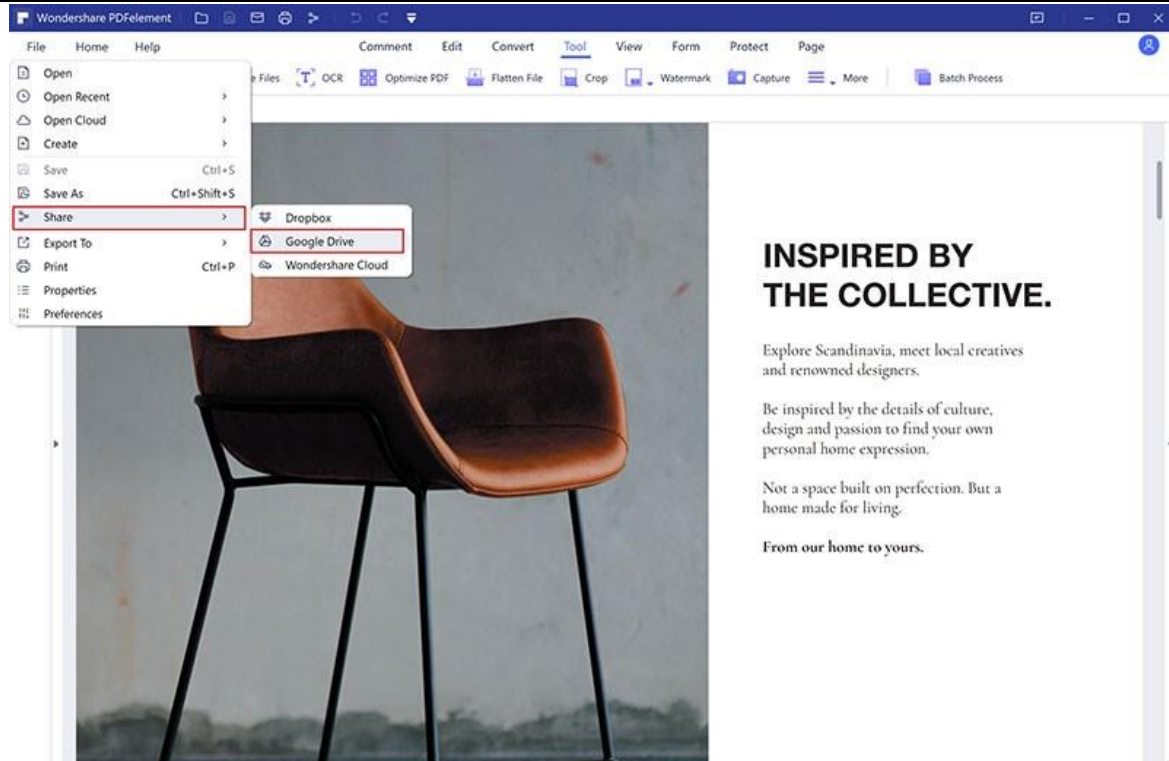 Wondershare PDFelement
File Home Help Comment Edit Convert Tool View Form Protect Page
Files OCR Optimize PDF Flatten File Crop Watermark Capture More Batch Process
Open
Open Recent
Open Cloud
Create
Save Ctrl+S
Save As Ctrl+Shift+S
Share
Export To
Print Ctrl+P
Properties
Preferences
Dropbox
Google Drive
Wondershare Cloud
INSPIRED BY
THE COLLECTIVE.
Explore Scandinavia, meet local creatives
and renowned designers.
Be inspired by the details of culture,
design and passion to find your own
personal home expression.
Not a space built on perfection. But a
home made for living.
From our home to yours.